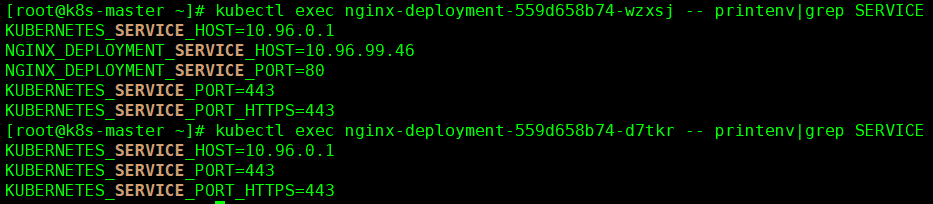 [root@k8s-master ~]# kubectl exec nginx-deployment-559d658b74-wzxsj -- printenv|grep SERVICE
KUBERNETES_SERVICE_HOST=10.96.0.1
NGINX_DEPLOYMENT_SERVICE_HOST=10.96.99.46
NGINX_DEPLOYMENT_SERVICE_PORT=80
KUBERNETES_SERVICE_PORT=443
KUBERNETES_SERVICE_PORT_HTTPS=443
[root@k8s-master ~]# kubectl exec nginx-deployment-559d658b74-d7tkr -- printenv|grep SERVICE
KUBERNETES_SERVICE_HOST=10.96.0.1
KUBERNETES_SERVICE_PORT=443
KUBERNETES_SERVICE_PORT_HTTPS=443